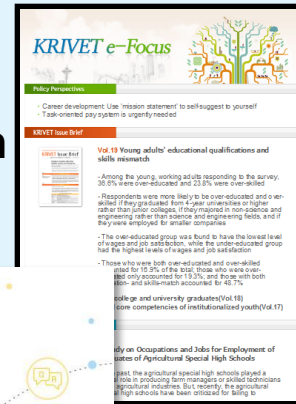 KRIVET e-Focus
Policy Perspectives
- Career development: Use 'mission statement' to self-suggest to yourself
- Task-oriented pay system is urgently needed
KRIVET Issue Brief
KRIVET Issue Brief
Vol.19 Young adults' educational qualifications and
skills mismatch
- Among the young, working adults responding to the survey,
36.6% were over-educated and 23.8% were over-skilled
- Respondents were more likely to be over-educated and over-
skilled if they graduated from 4-year universities or higher
rather than junior colleges, if they majored in non-science and
engineering rather than science and engineering fields, and if
they were employed for smaller companies
- The over-educated group was found to have the lowest level
of wages and job satisfaction, while the under-educated group
had the highest levels of wages and job satisfaction
- Those who were both over-educated and over-skilled
nted for 16.9% of the total; those who were over-
ated only accounted for 19.3%; and those with both
ation- and skills-match accounted for 48.7%
college and university graduates(Vol.18)
core competencies of institutionalized youth(Vol.17)
dy on Occupations and Jobs for Employment of
uates of Agricultural Special High Schools
past, the agricultural special high schools played a
l role in producing farm managers or skilled technicians
agricultural industries. But, recently, the agricultural
l high schools have been criticized for failing to